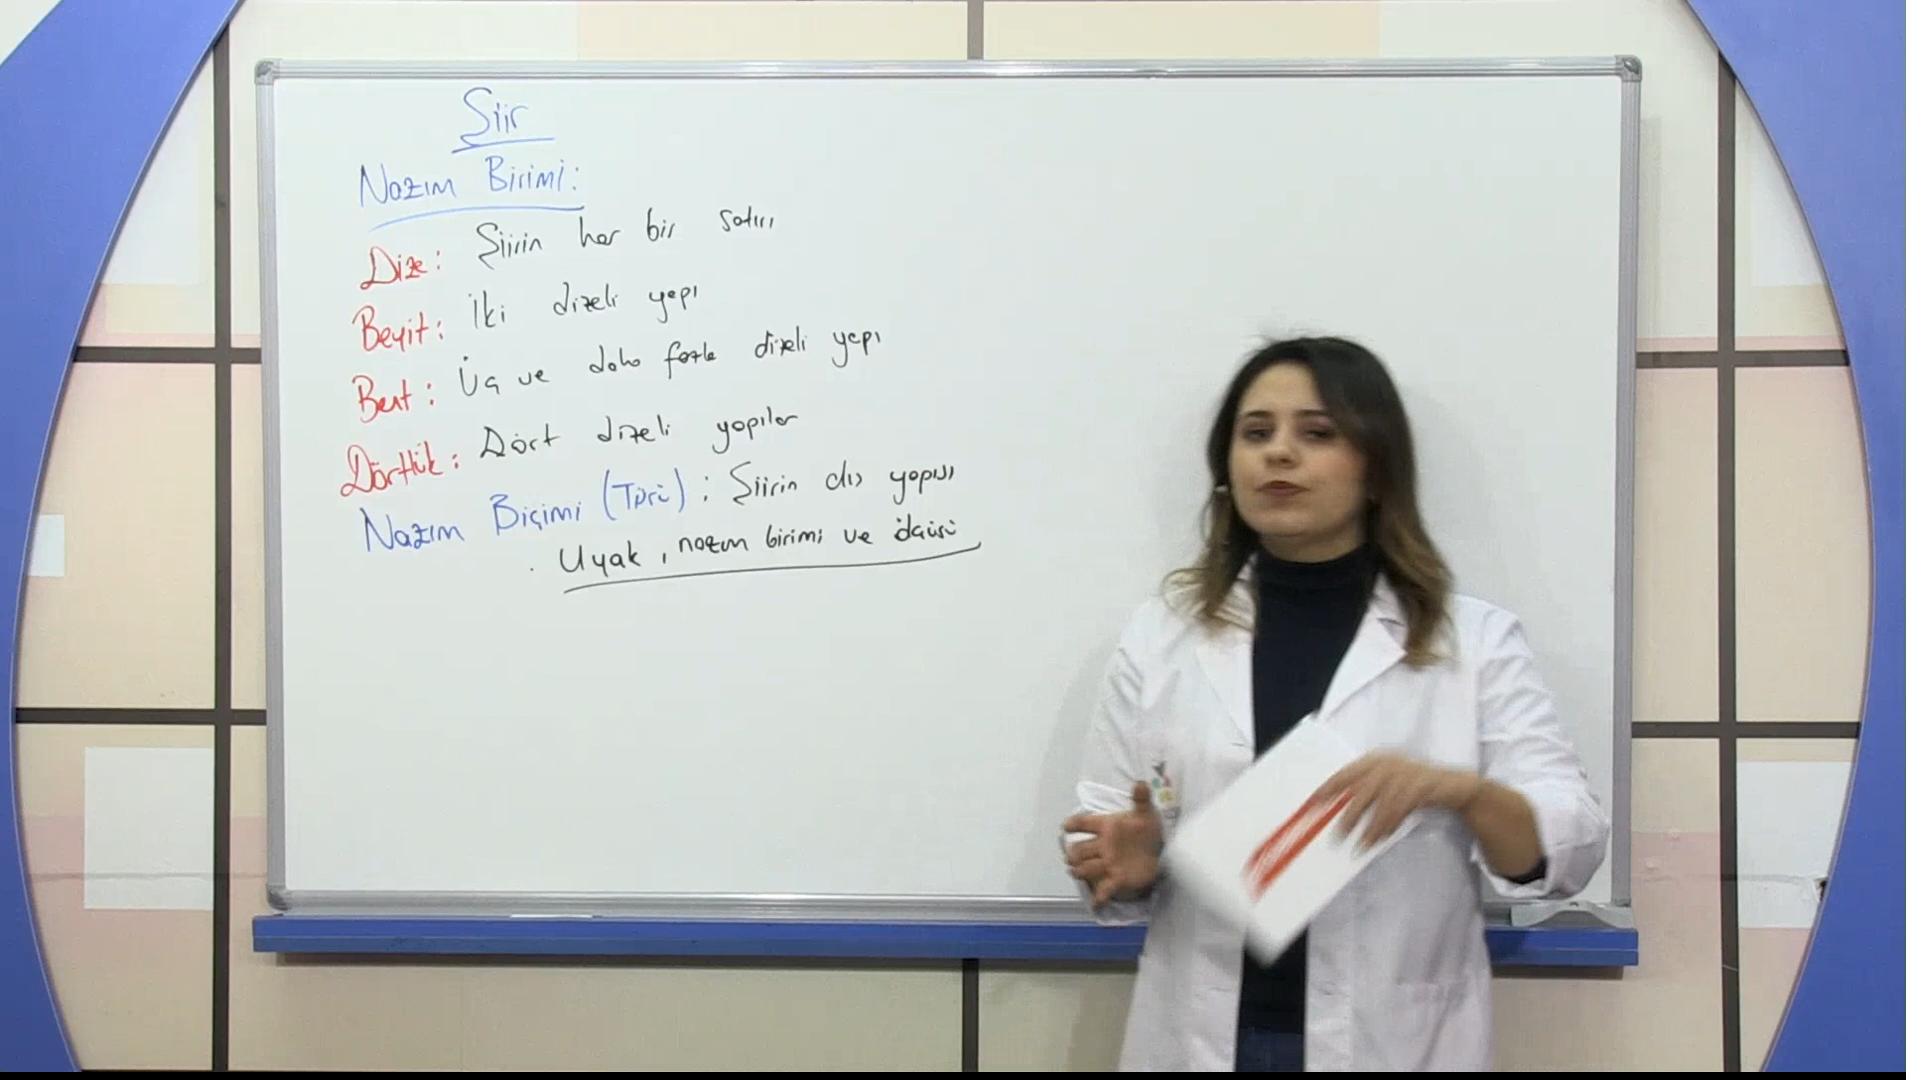 Şiir
Nazım Birimi:
Dize: Şiirin her bir satırı
Beyit: İki dizeli yapı
Bent: Üç ve daha fazla dizeli yapı
Dörtlük: Dört dizeli yapılar
Nazım Biçimi (Türü): Şiirin dış yapısı
Uyak, nazım birimi ve ölçüsü